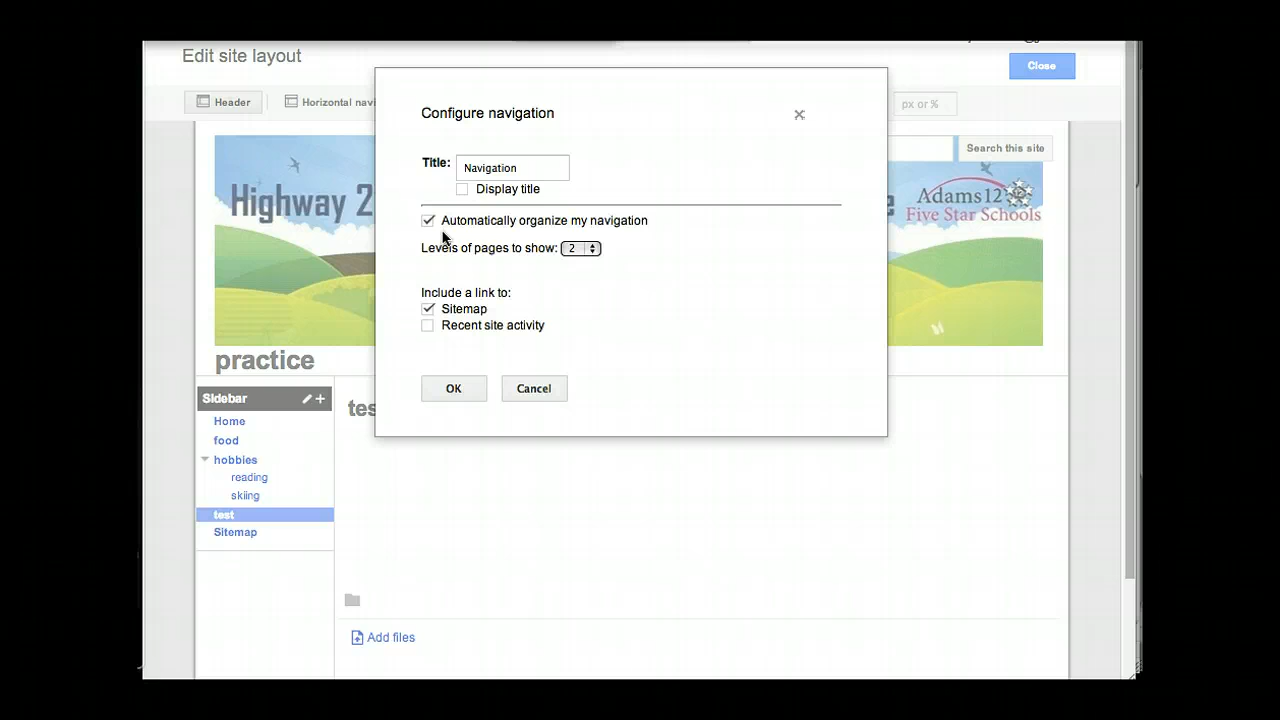 Edit site layout
Close
Header
Horizontal navi
px or %
Configure navigation
Search this site
Title: Navigation
Display title
Highway 2
e
Adams12
Five Star Schools
Automatically organize my navigation
Levels of pages to show: 2
Include a link to:
Sitemap
Recent site activity
practice
OK
Cancel
Sidebar
tes
Home
food
hobbies
reading
skiing
test
Sitemap
Add files